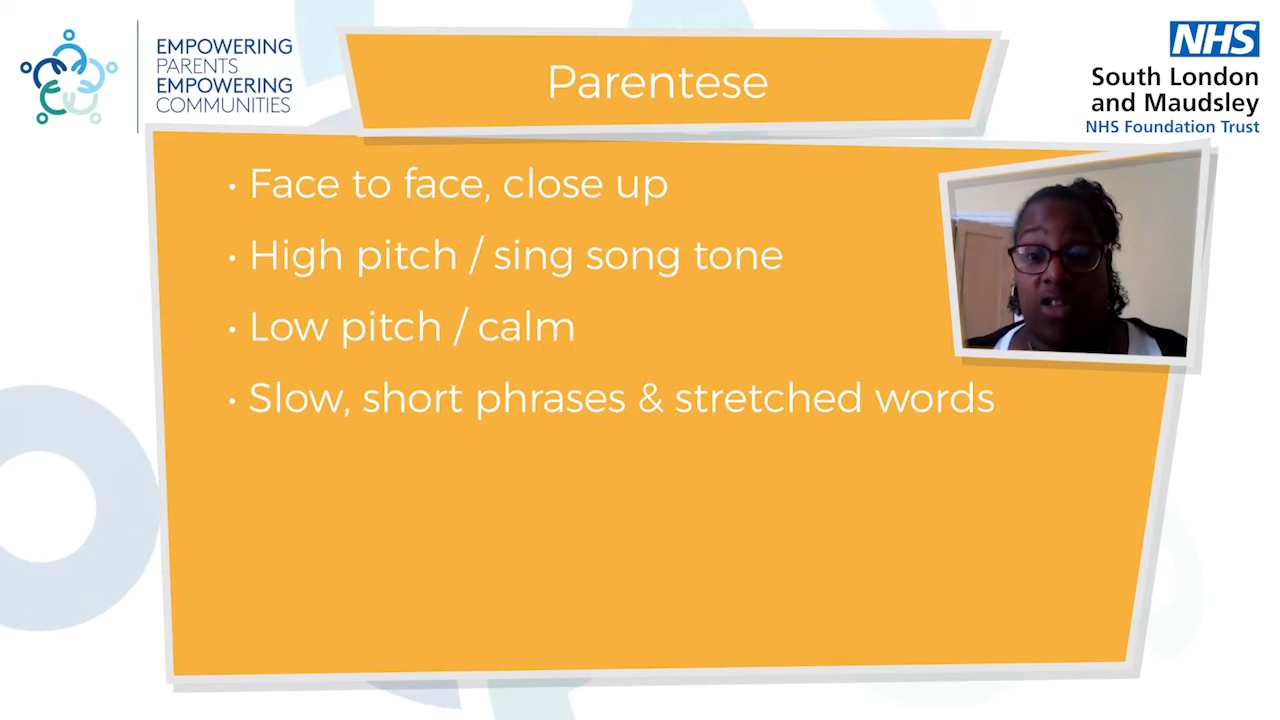 EMPOWERING
PARENTS
EMPOWERING
COMMUNITIES
Parentese
NHS
South London
and Maudsley
NHS Foundation Trust
• Face to face, close up
• High pitch / sing song tone
• Low pitch / calm
• Slow, short phrases & stretched words